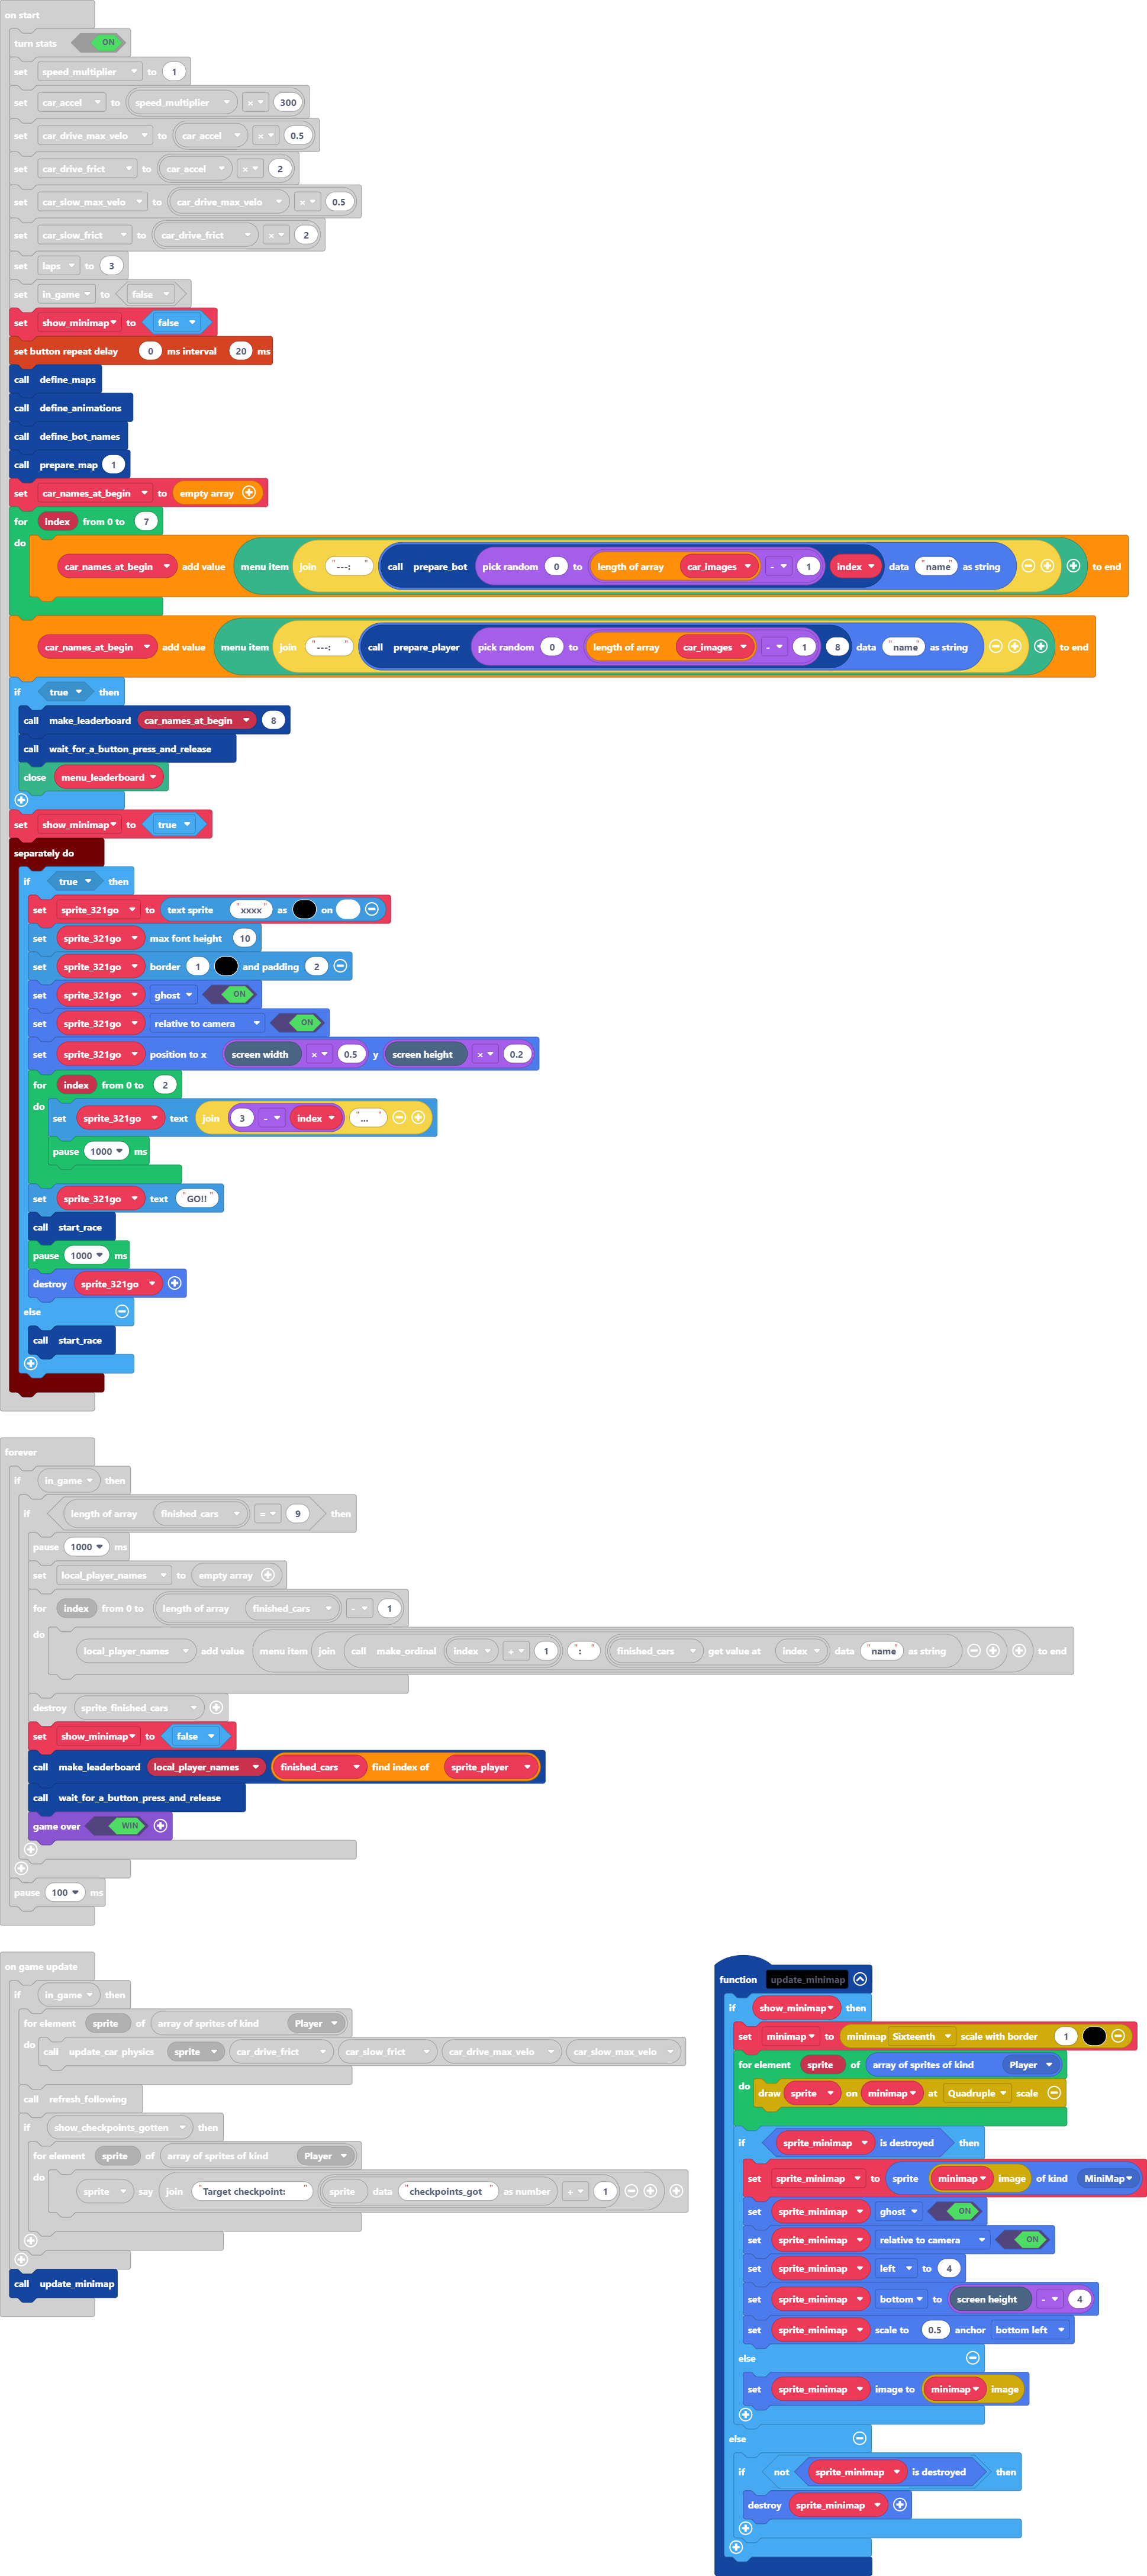 on start
turn stats ON
set speed_multiplier to 1
set car_accel to speed_multiplier × 300
set car_drive_max_velo to car_accel × 0.5
set car_drive_frict to car_accel × 2
set car_slow_max_velo to car_drive_max_velo × 0.5
set car_slow_frict to car_drive_frict × 2
set laps to 3
set in_game to false
set show_minimap to false
set button repeat delay 0 ms interval 20 ms
call define_maps
call define_animations
call define_bot_names
call prepare_map 1
set car_names_at_begin to empty array
for index from 0 to 7
do car_names_at_begin add value menu item join "---: " call prepare_bot pick random 0 to length of array car_images - 1 index data "name" as string to end
car_names_at_begin add value menu item join "---: " call prepare_player pick random 0 to length of array car_images - 1 8 data "name" as string to end
if true then
call make_leaderboard car_names_at_begin 8
call wait_for_a_button_press_and_release
close menu_leaderboard
set show_minimap to true
separately do
if true then
set sprite_321go to text sprite "xxxx" as on
set sprite_321go max font height 10
set sprite_321go border 1 and padding 2
set sprite_321go ghost ON
set sprite_321go relative to camera ON
set sprite_321go position to x screen width × 0.5 y screen height × 0.2
for index from 0 to 2
do set sprite_321go text join 3 - index "..."
pause 1000 ms
set sprite_321go text "GO!!"
call start_race
pause 1000 ms
destroy sprite_321go
else
call start_race
forever
if in_game then
if length of array finished_cars = 9 then
pause 1000 ms
set local_player_names to empty array
for index from 0 to length of array finished_cars - 1
do local_player_names add value menu item join call make_ordinal index + 1 ": " finished_cars get value at index data "name" as string to end
destroy sprite_finished_cars
set show_minimap to false
call make_leaderboard local_player_names finished_cars find index of sprite_player
call wait_for_a_button_press_and_release
game over WIN
pause 100 ms
on game update
if in_game then
for element sprite of array of sprites of kind Player
do call update_car_physics sprite car_drive_frict car_slow_frict car_drive_max_velo car_slow_max_velo
call refresh_following
if show_checkpoints_gotten then
for element sprite of array of sprites of kind Player
do sprite say join "Target checkpoint: " sprite data "checkpoints_got" as number + 1
call update_minimap
function update_minimap
if show_minimap then
set minimap to minimap Sixteenth scale with border 1
for element sprite of array of sprites of kind Player
do draw sprite on minimap at Quadruple scale
if sprite_minimap is destroyed then
set sprite_minimap to sprite minimap image of kind MiniMap
set sprite_minimap ghost ON
set sprite_minimap relative to camera ON
set sprite_minimap left to 4
set sprite_minimap bottom to screen height - 4
set sprite_minimap scale to 0.5 anchor bottom left
else
set sprite_minimap image to minimap image
else
if not sprite_minimap is destroyed then
destroy sprite_minimap